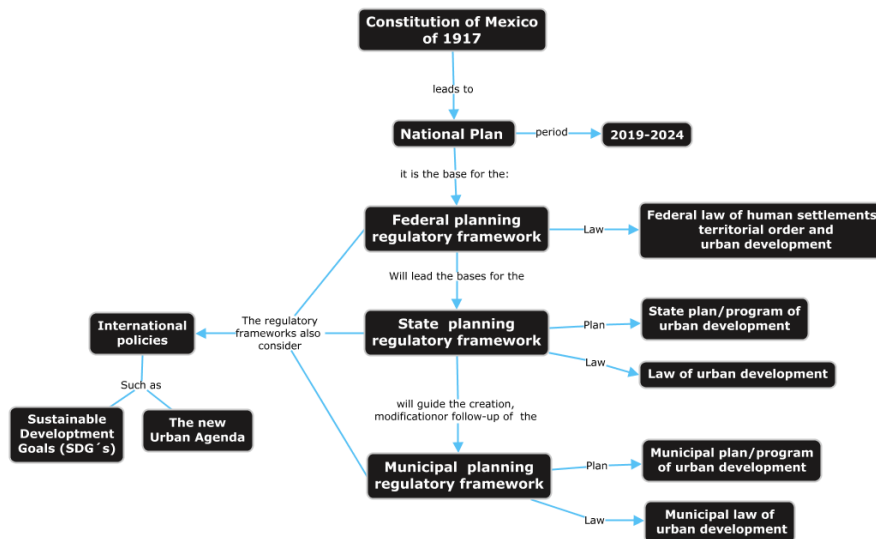 Constitution of Mexico
of 1917
leads to
National Plan
period
2019-2024
it is the base for the:
Federal planning
regulatory framework
Law
Federal law of human settlements
territorial order and
urban development
Will lead the bases for the
State planning
regulatory framework
Plan
State plan/program of
urban development
Law
Law of urban development
The regulatory
frameworks also
consider
International
policies
Such as
Sustainable
Developtment
Goals (SDG´s)
The new
Urban Agenda
will guide the creation,
modificationor follow-up of the
Municipal planning
regulatory framework
Plan
Municipal plan/program
of urban development
Law
Municipal law of
urban development